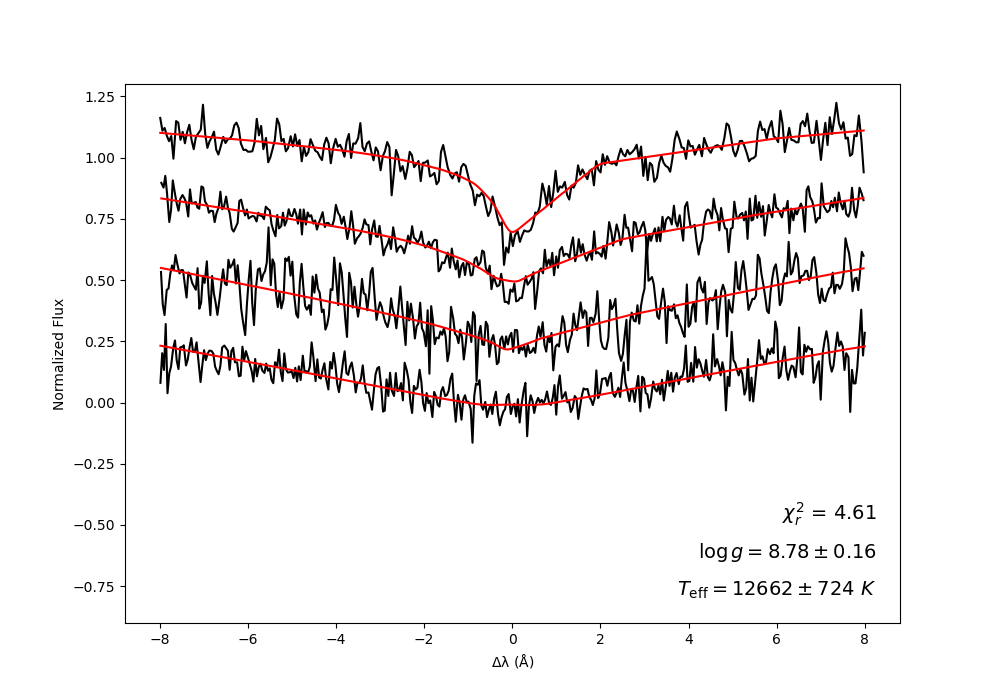 1.25
1.00
0.75
0.50
0.25
0.00
−0.25
−0.50
−0.75
Normalized Flux
χ²ᵣ = 4.61
log g = 8.78 ± 0.16
T_eff = 12662 ± 724 K
−8 −6 −4 −2 0 2 4 6 8
Δλ (Å)